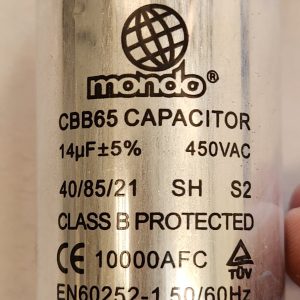 mondo®
CBB65 CAPACITOR
14µF±5% 450VAC
40/85/21 SH S2
CLASS B PROTECTED
CE 10000AFC TÜV
EN60252-1 50/60Hz